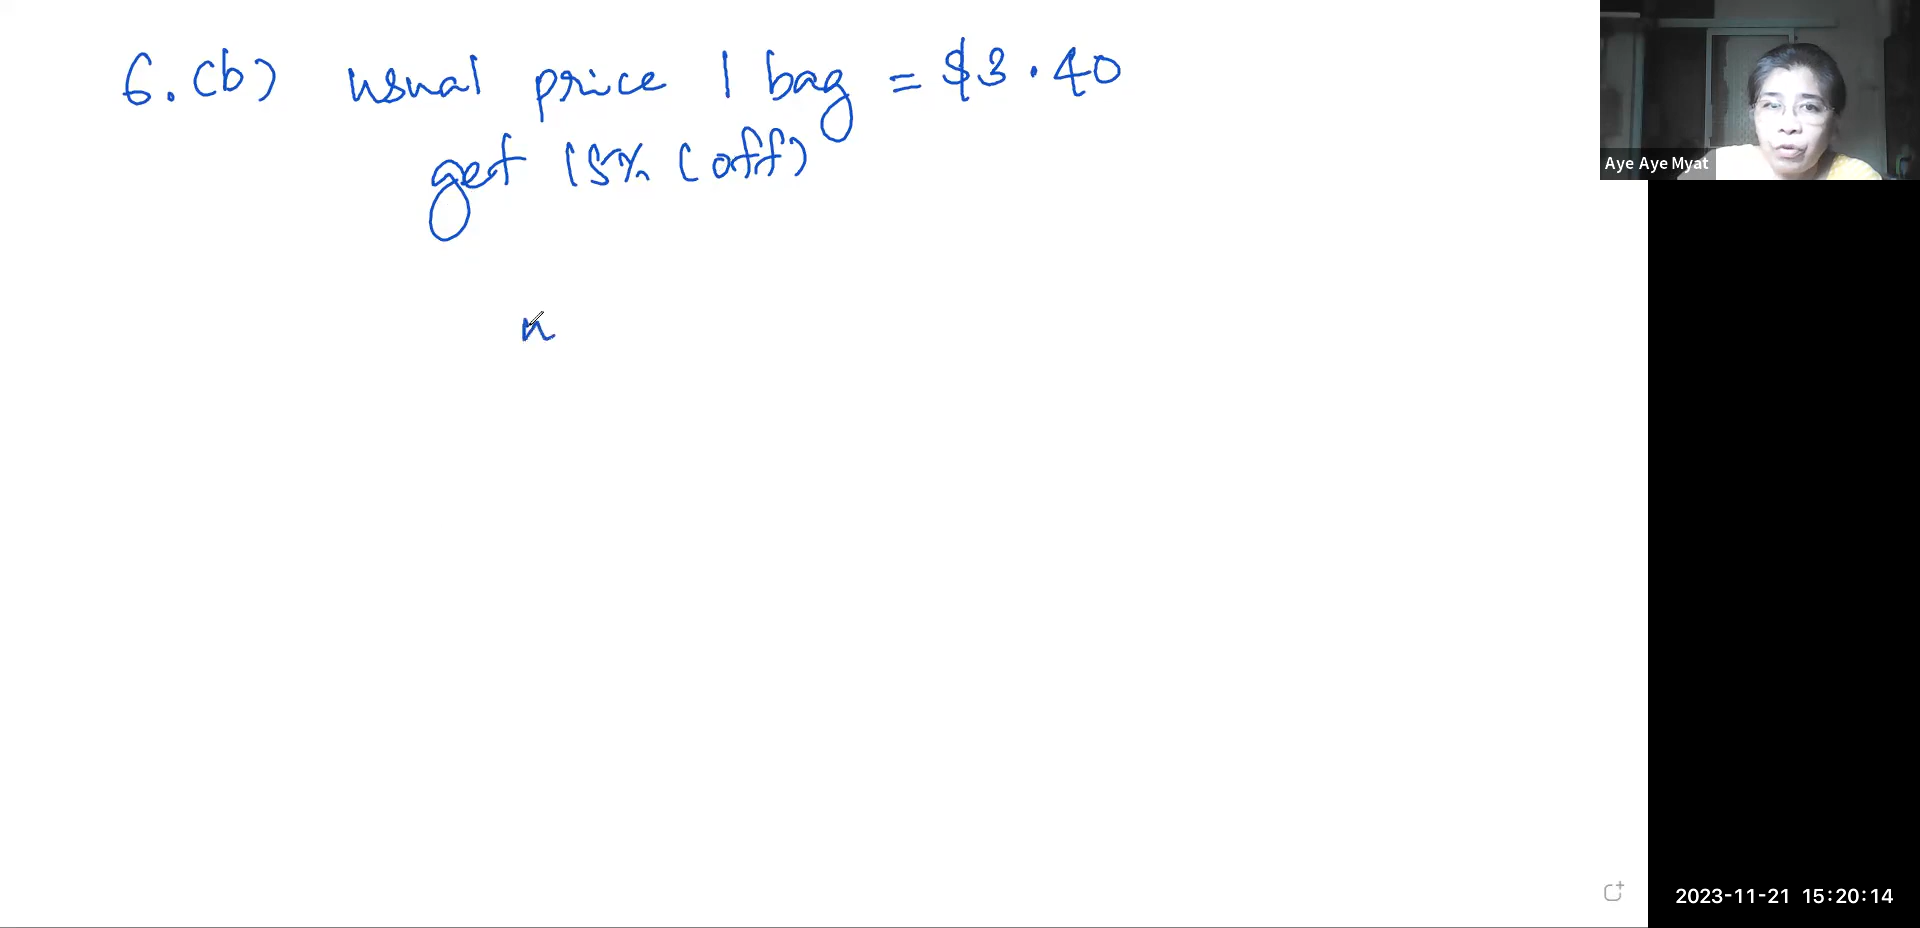 6.(b) usual price 1 bag = $3.40
get 15% (off)
n
Aye Aye Myat
2023-11-21 15:20:14